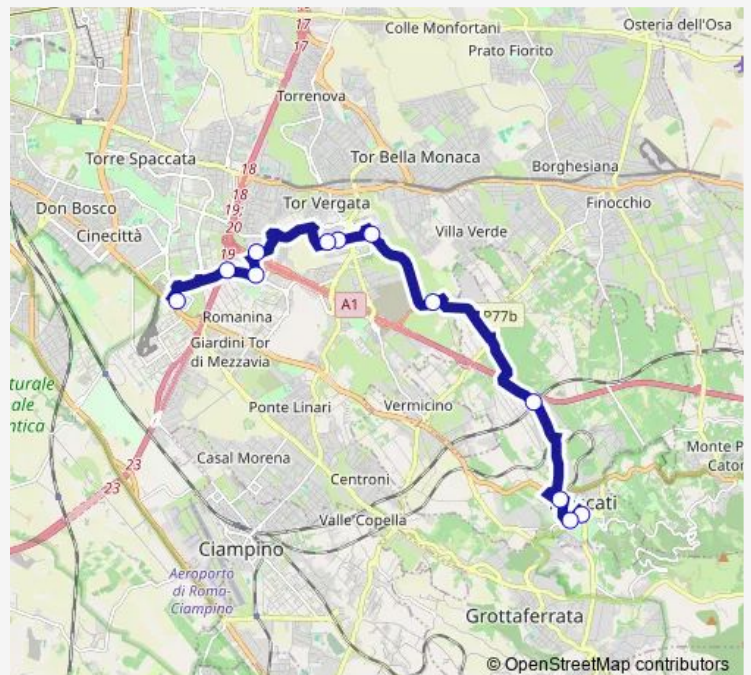 17
18
17
Colle Monfortani
Osteria dell'Osa
Prato Fiorito
Torrenova
Torre Spaccata
18
Tor Bella Monaca
Borghesiana
18
19;
20
Don Bosco
Tor Vergata
Finocchio
Cinecittà
Villa Verde
19
A1
P77b
Romanina
Giardini Tor
di Mezzavia
turale
ale
ntica
Ponte Linari
Vermicino
Casal Morena
Monte P
Cator
23
23
Centroni
cati
Valle Copella
Ciampino
Aeroporto
di Roma-
Ciampino
Grottaferrata
© OpenStreetMap contributors